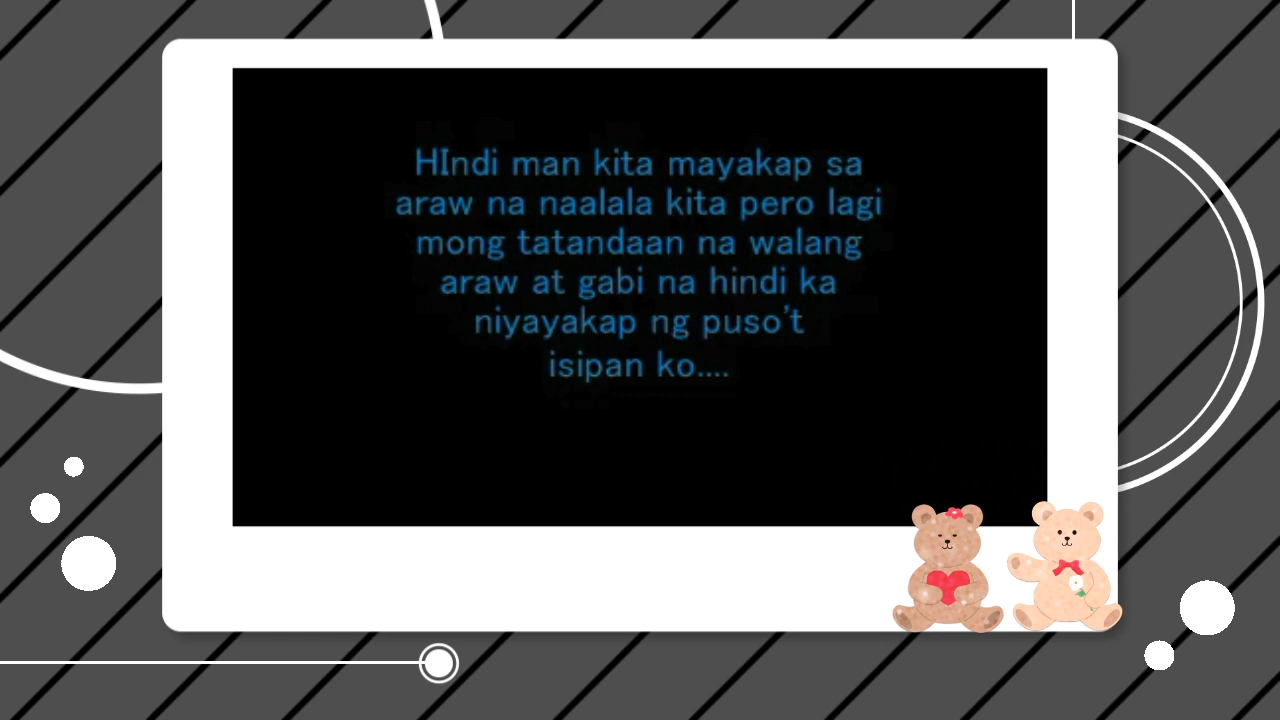 HIndi man kita mayakap sa
araw na naalala kita pero lagi
mong tatandaan na walang
araw at gabi na hindi ka
niyayakap ng puso't
isipan ko....